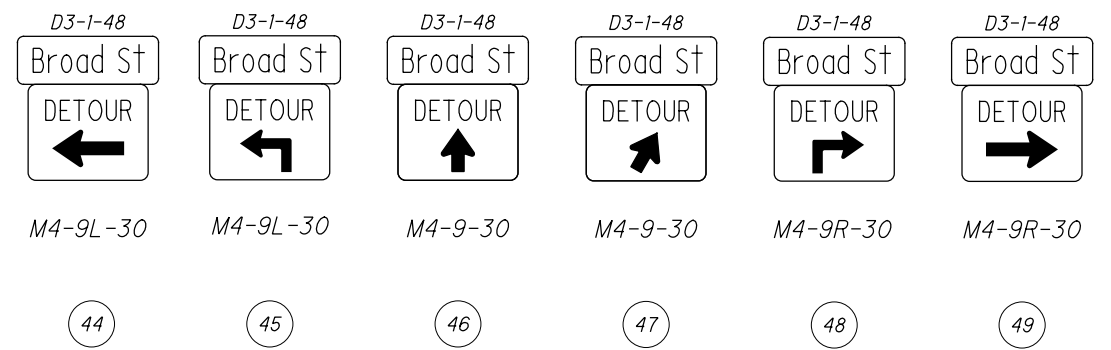 D3-1-48 D3-1-48 D3-1-48 D3-1-48 D3-1-48 D3-1-48
Broad St Broad St Broad St Broad St Broad St Broad St
DETOUR DETOUR DETOUR DETOUR DETOUR DETOUR
M4-9L-30 M4-9L-30 M4-9-30 M4-9-30 M4-9R-30 M4-9R-30
44 45 46 47 48 49